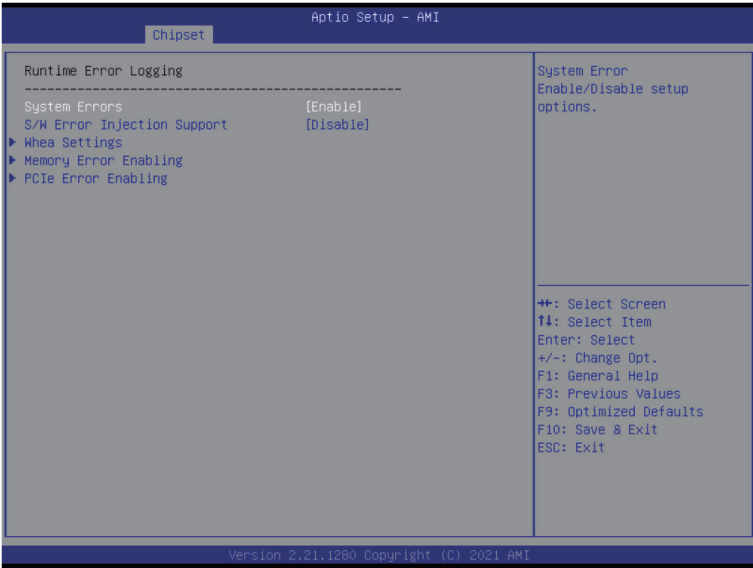 Aptio Setup – AMI
Chipset
Runtime Error Logging
--------------------------------------------------
System Errors [Enable]
S/W Error Injection Support [Disable]
Whea Settings
Memory Error Enabling
PCIe Error Enabling
System Error
Enable/Disable setup
options.
→←: Select Screen
↑↓: Select Item
Enter: Select
+/-: Change Opt.
F1: General Help
F3: Previous Values
F9: Optimized Defaults
F10: Save & Exit
ESC: Exit
Version 2.21.1280 Copyright (C) 2021 AMI